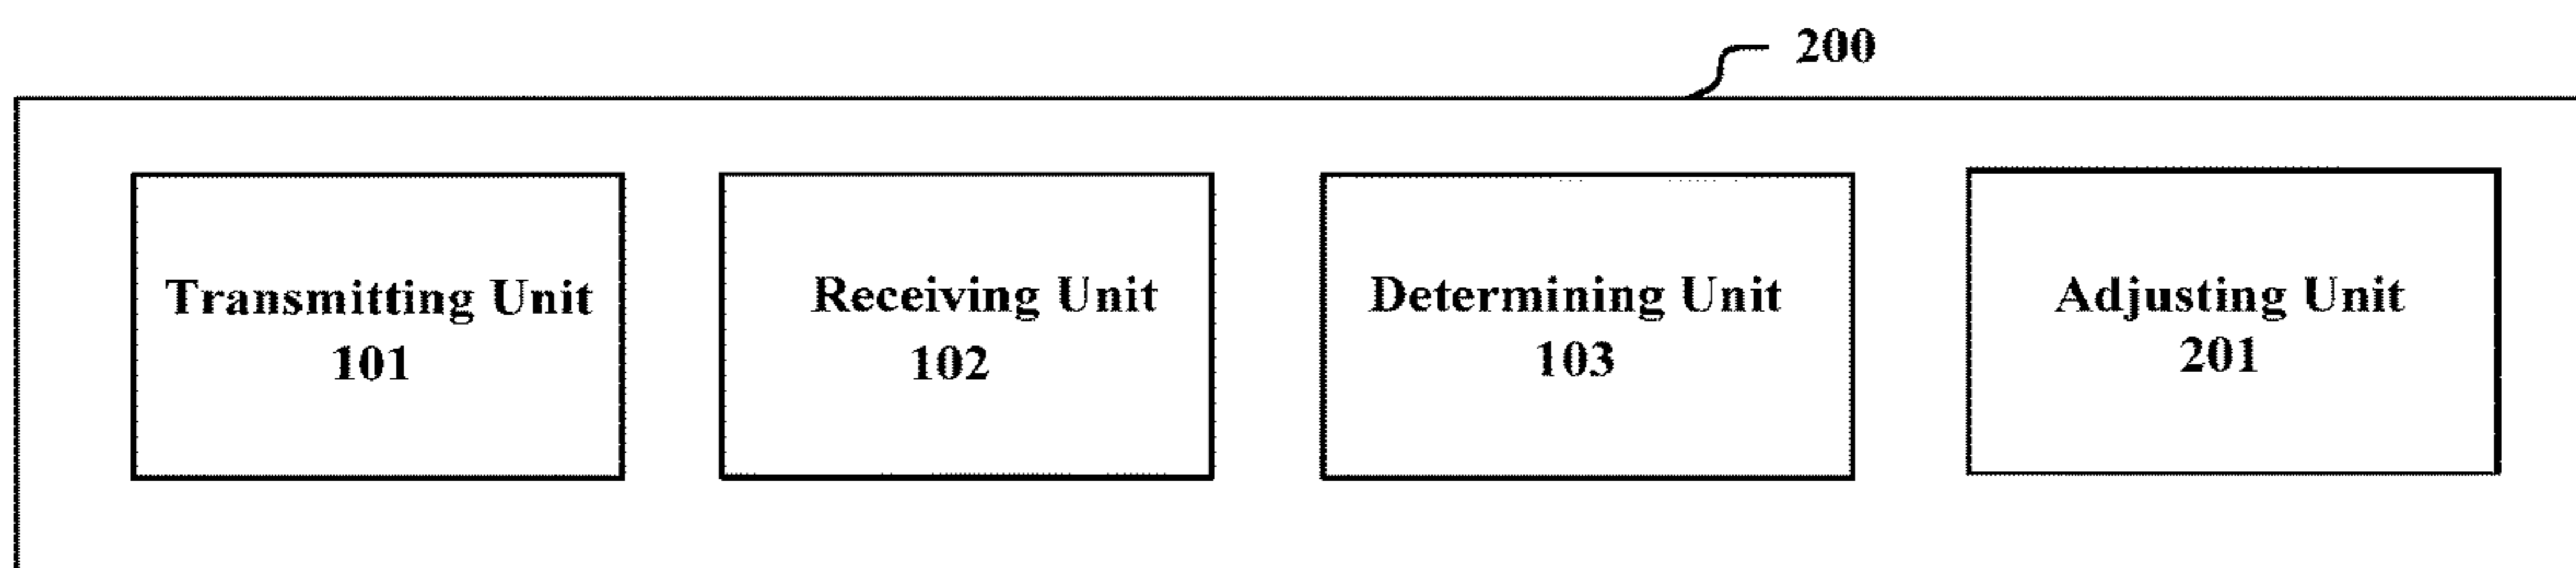 200
Transmitting Unit
101
Receiving Unit
102
Determining Unit
103
Adjusting Unit
201